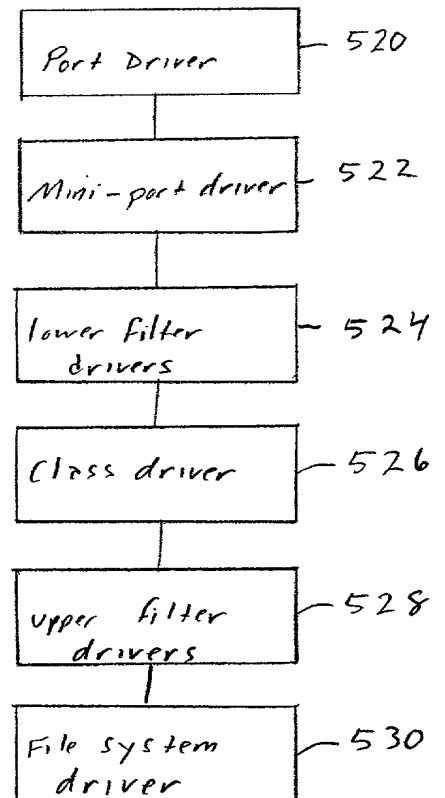 Port Driver
520
Mini-port driver
522
lower filter
drivers
524
Class driver
526
upper filter
drivers
528
File system
driver
530